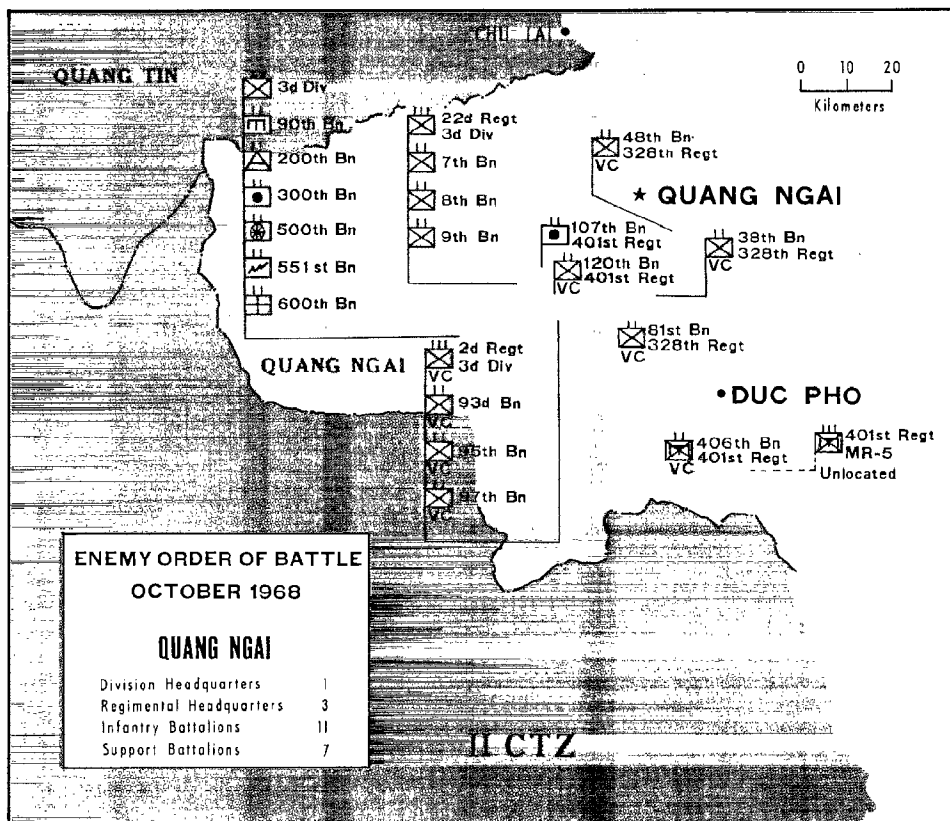 CHU LAI
QUANG TIN
0 10 20
Kilometers
3d Div
90th Bn
200th Bn
300th Bn
500th Bn
551st Bn
600th Bn
22d Regt
3d Div
7th Bn
8th Bn
9th Bn
48th Bn
328th Regt
VC
QUANG NGAI
107th Bn
401st Regt
120th Bn
401st Regt
VC
38th Bn
328th Regt
VC
81st Bn
328th Regt
VC
QUANG NGAI
2d Regt
3d Div
VC
93d Bn
VC
95th Bn
VC
97th Bn
VC
DUC PHO
406th Bn
401st Regt
VC
401st Regt
MR-5
Unlocated
ENEMY ORDER OF BATTLE
OCTOBER 1968
QUANG NGAI
Division Headquarters 1
Regimental Headquarters 3
Infantry Battalions 11
Support Battalions 7
II CTZ